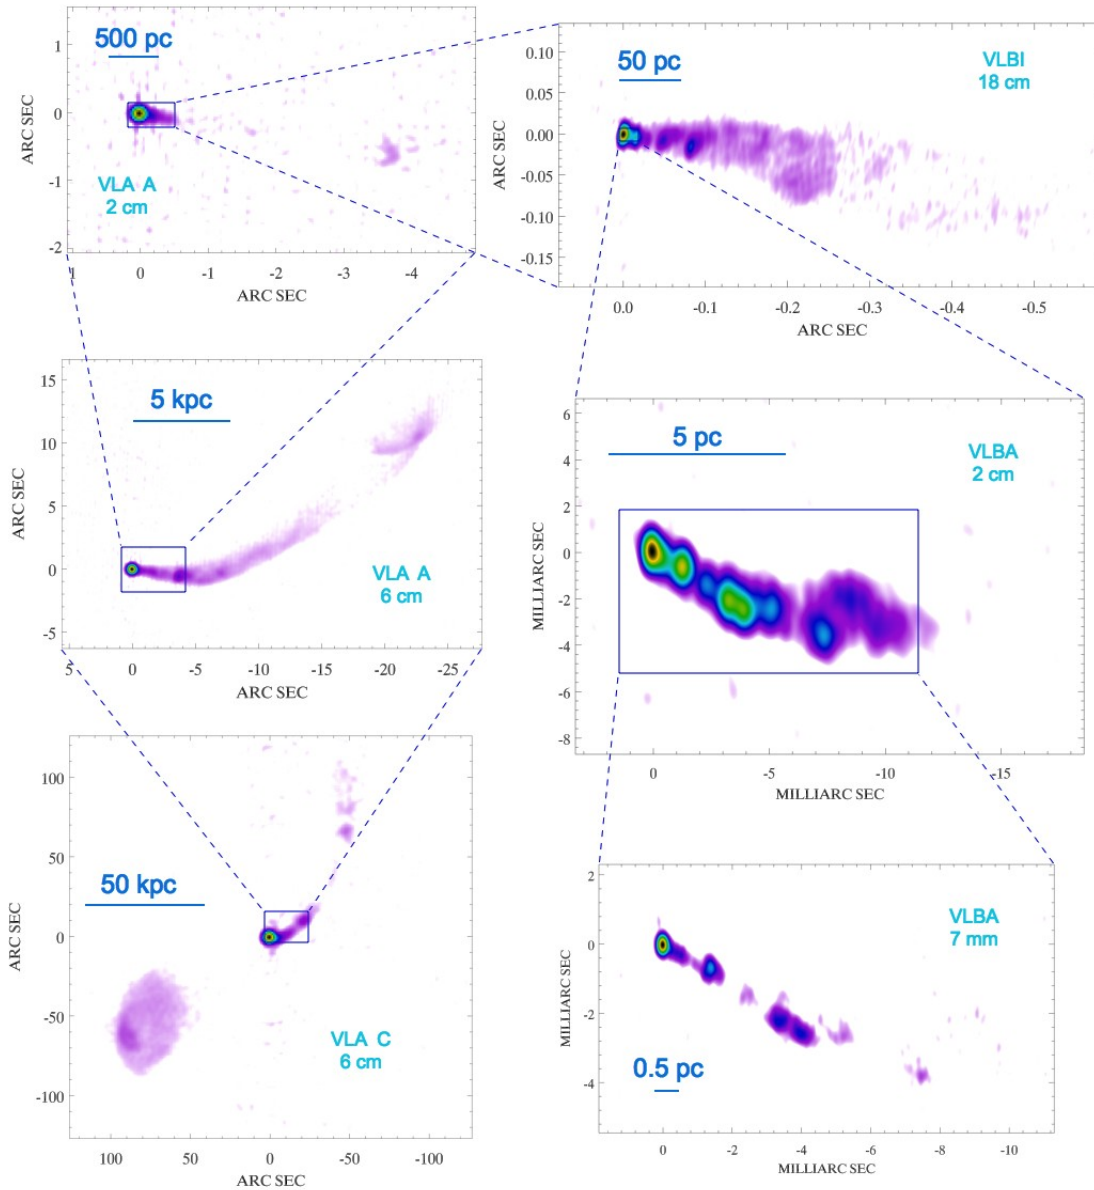 500 pc
VLA A
2 cm
1
0
-1
-2
ARC SEC
1
0
-1
-2
-3
-4
ARC SEC
50 pc
VLBI
18 cm
0.10
0.05
0.00
-0.05
-0.10
-0.15
ARC SEC
0.0
-0.1
-0.2
-0.3
-0.4
-0.5
ARC SEC
5 kpc
VLA A
6 cm
15
10
5
0
-5
ARC SEC
5
0
-5
-10
-15
-20
-25
ARC SEC
5 pc
VLBA
2 cm
6
4
2
0
-2
-4
-6
-8
MILLIARC SEC
0
-5
-10
-15
MILLIARC SEC
50 kpc
VLA C
6 cm
100
50
0
-50
-100
ARC SEC
100
50
0
-50
-100
ARC SEC
VLBA
7 mm
0.5 pc
2
0
-2
-4
MILLIARC SEC
0
-2
-4
-6
-8
-10
MILLIARC SEC